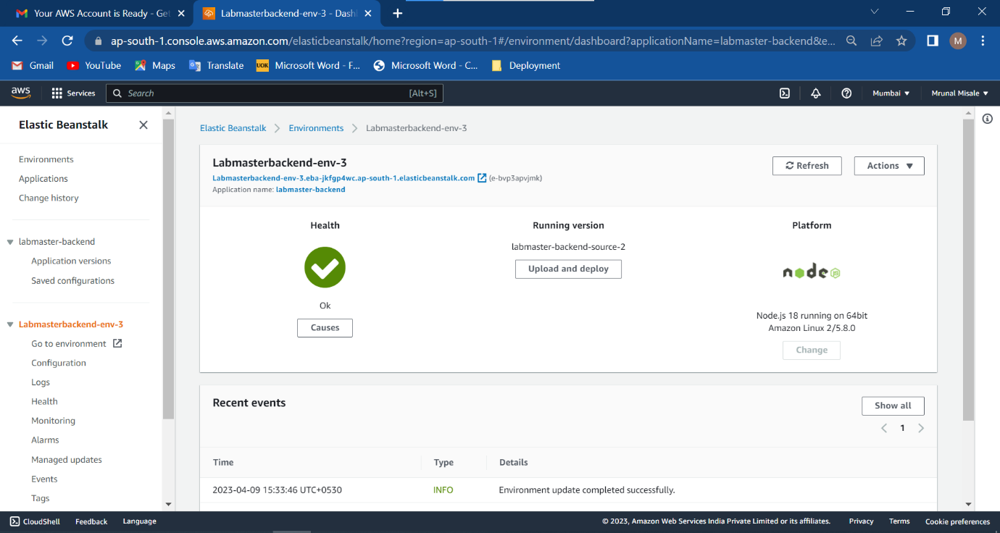 Your AWS Account is Ready - Get
Labmasterbackend-env-3 - Dash
ap-south-1.console.aws.amazon.com/elasticbeanstalk/home?region=ap-south-1#/environment/dashboard?applicationName=labmaster-backend&e...
M
Gmail
YouTube
Maps
Translate
UOK
Microsoft Word - F...
Microsoft Word - C...
Deployment
aws
Services
Search
[Alt+S]
Mumbai
Mrunal Misale
Elastic Beanstalk
Environments
Applications
Change history
labmaster-backend
Application versions
Saved configurations
Labmasterbackend-env-3
Go to environment
Configuration
Logs
Health
Monitoring
Alarms
Managed updates
Events
Tags
Elastic Beanstalk
Environments
Labmasterbackend-env-3
Labmasterbackend-env-3
Labmasterbackend-env-3.eba-jkfgp4wc.ap-south-1.elasticbeanstalk.com (e-bvp3apvjmk)
Application name: labmaster-backend
Refresh
Actions
Health
Ok
Causes
Running version
labmaster-backend-source-2
Upload and deploy
Platform
node
JS
Node.js 18 running on 64bit
Amazon Linux 2/5.8.0
Change
Recent events
Show all
1
Time
Type
Details
2023-04-09 15:33:46 UTC+0530
INFO
Environment update completed successfully.
CloudShell
Feedback
Language
© 2023, Amazon Web Services India Private Limited or its affiliates.
Privacy
Terms
Cookie preferences